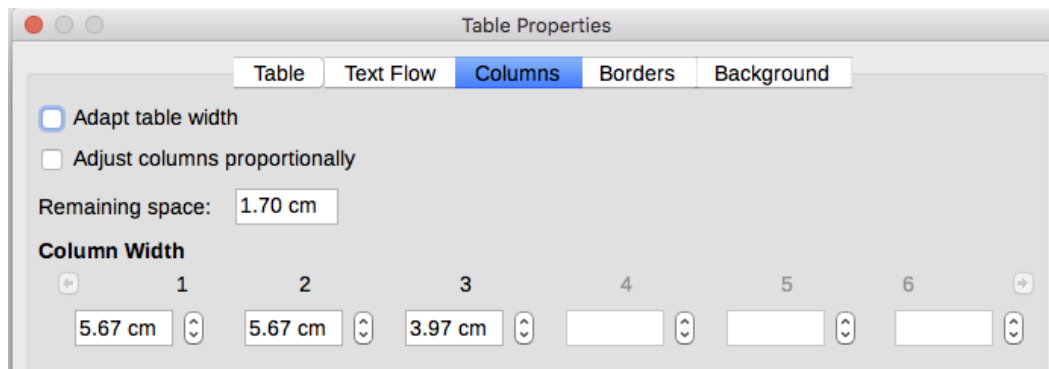 Table Properties
Table Text Flow Columns Borders Background
Adapt table width
Adjust columns proportionally
Remaining space: 1.70 cm
Column Width
1 2 3 4 5 6
5.67 cm 5.67 cm 3.97 cm